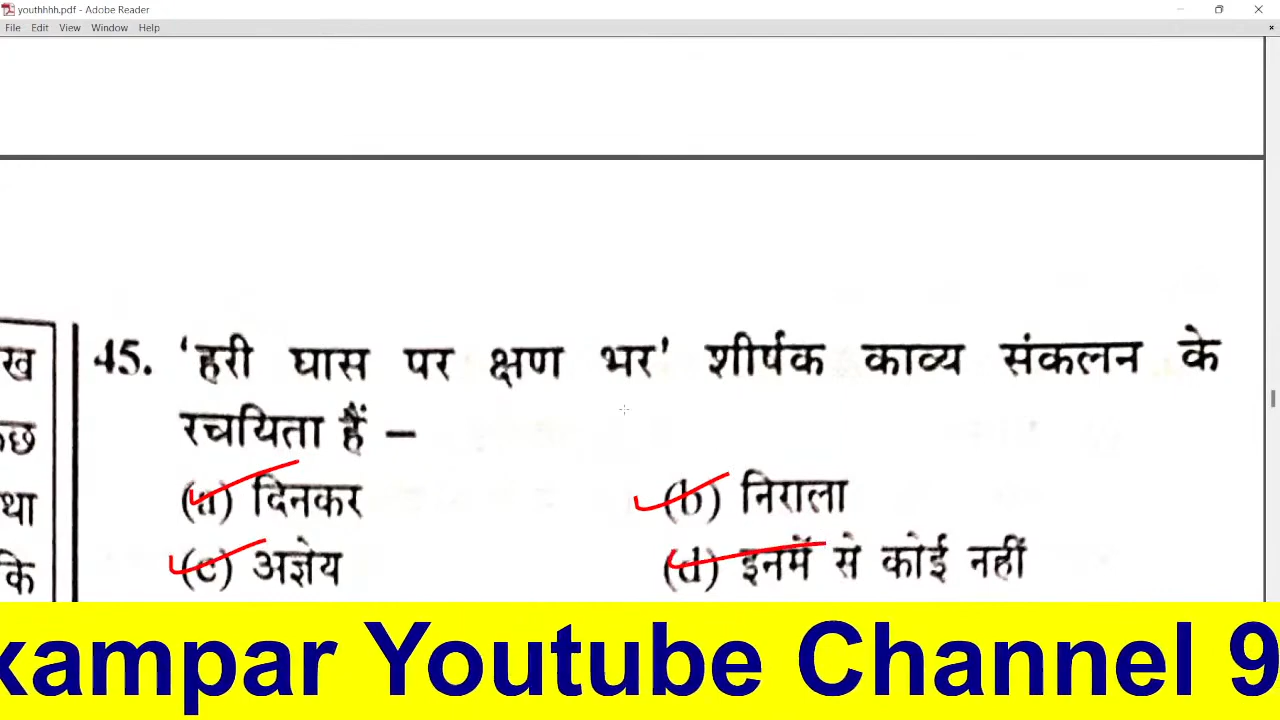 youthhhh.pdf - Adobe Reader
File Edit View Window Help
ख
45. 'हरी घास पर क्षण भर' शीर्षक काव्य संकलन के
रचयिता हैं –
(a) दिनकर (b) निराला
था
(c) अज्ञेय (d) इनमें से कोई नहीं
कि
xampar Youtube Channel 9